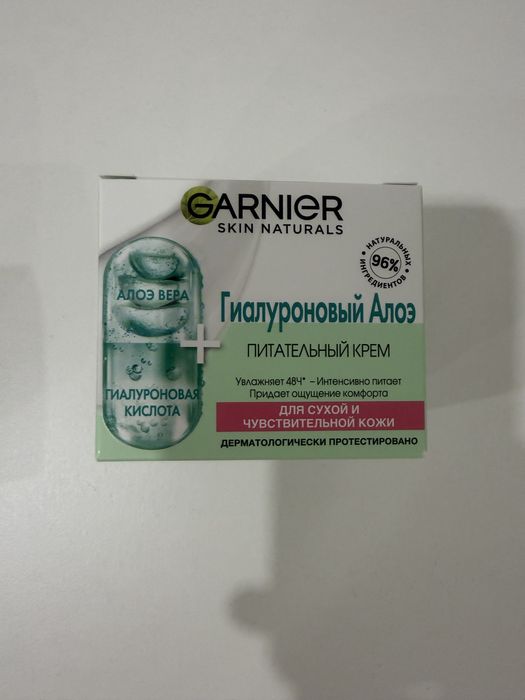 GARNIER
SKIN NATURALS
• НАТУРАЛЬНЫХ •
96%
ИНГРЕДИЕНТОВ
АЛОЭ ВЕРА
+
ГИАЛУРОНОВАЯ
КИСЛОТА
Гиалуроновый Алоэ
ПИТАТЕЛЬНЫЙ КРЕМ
Увлажняет 48Ч* – Интенсивно питает
Придает ощущение комфорта
ДЛЯ СУХОЙ И
ЧУВСТВИТЕЛЬНОЙ КОЖИ
ДЕРМАТОЛОГИЧЕСКИ ПРОТЕСТИРОВАНО